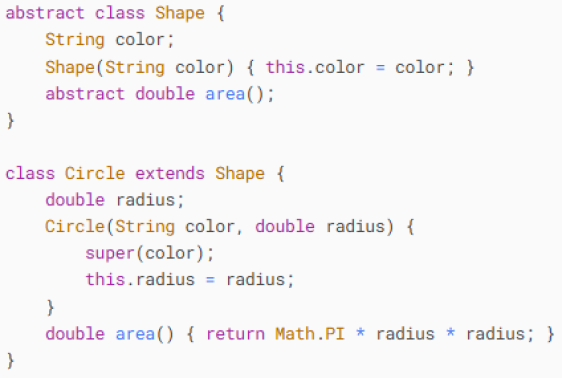 abstract class Shape {
    String color;
    Shape(String color) { this.color = color; }
    abstract double area();
}

class Circle extends Shape {
    double radius;
    Circle(String color, double radius) {
        super(color);
        this.radius = radius;
    }
    double area() { return Math.PI * radius * radius; }
}